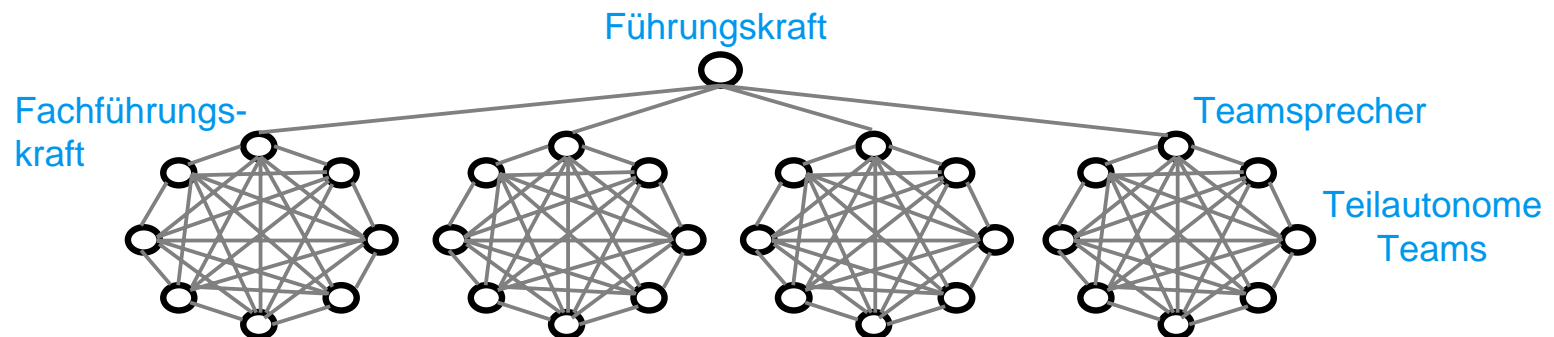 Führungskraft
Fachführungs-
kraft
Teamsprecher
Teilautonome
Teams